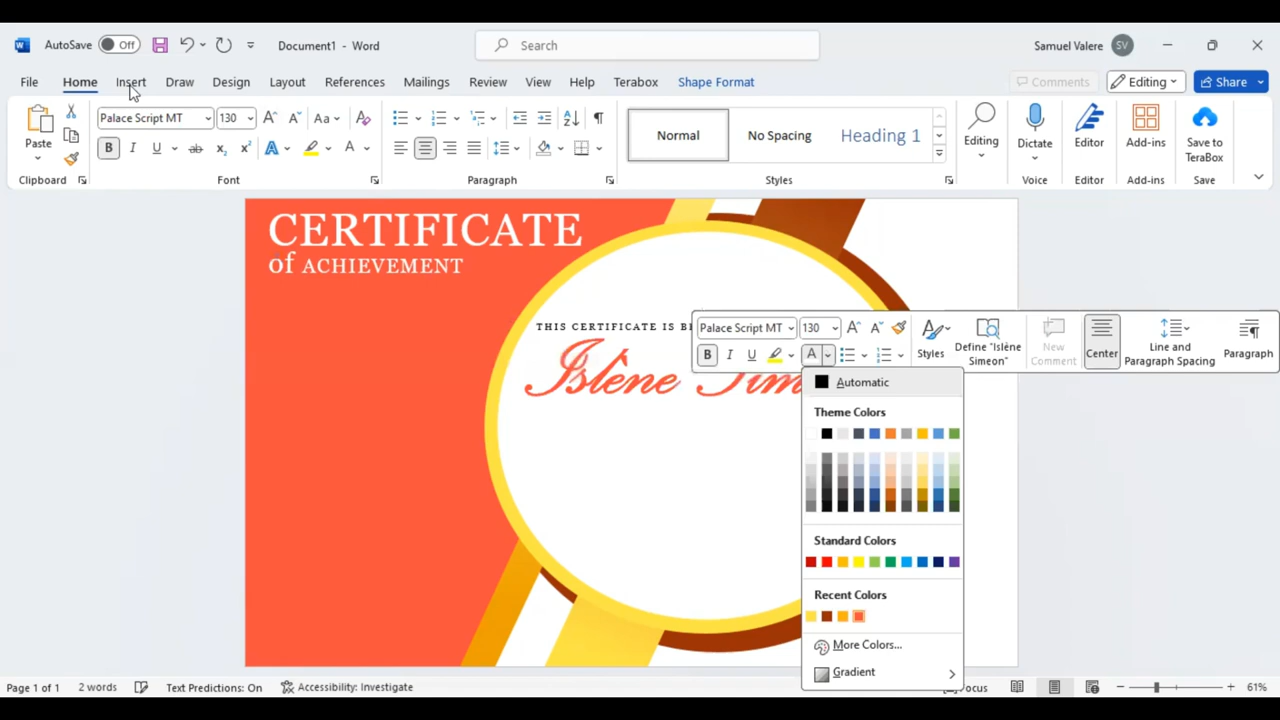 AutoSave Off Document1 - Word Search Samuel Valere SV
File Home Insert Draw Design Layout References Mailings Review View Help Terabox Shape Format Comments Editing Share
Paste Palace Script MT 130 Normal No Spacing Heading 1 Editing Dictate Editor Add-ins Save to TeraBox
Clipboard Font Paragraph Styles Voice Editor Add-ins Save
CERTIFICATE
of ACHIEVEMENT
THIS CERTIFICATE IS
Islène
Palace Script MT 130
Styles Define "Islène Simeon" New Comment Center Line and Paragraph Spacing Paragraph
Automatic
Theme Colors
Standard Colors
Recent Colors
More Colors...
Gradient
Page 1 of 1 2 words Text Predictions: On Accessibility: Investigate Focus 61%